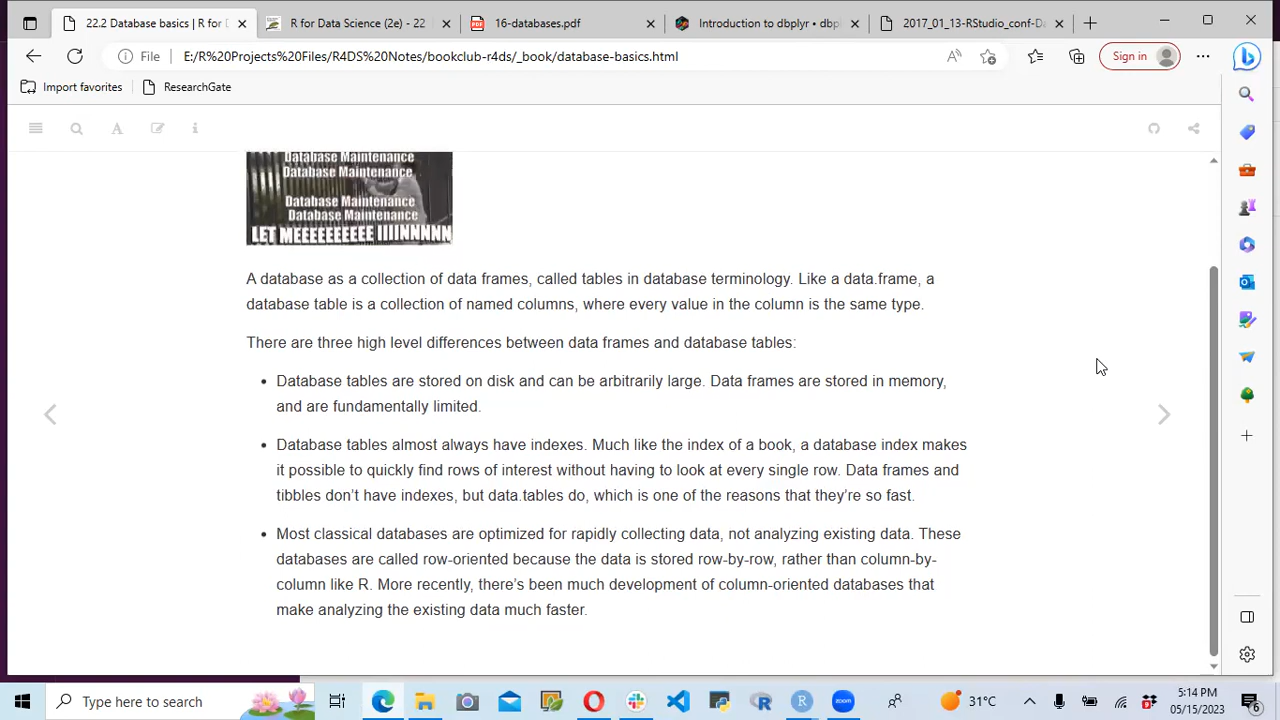 22.2 Database basics | R for D
R for Data Science (2e) - 22
16-databases.pdf
Introduction to dbplyr • dbp
2017_01_13-RStudio_conf-Da
File
E:/R%20Projects%20Files/R4DS%20Notes/bookclub-r4ds/_book/database-basics.html
Sign in
Import favorites
ResearchGate
Database Maintenance
Database Maintenance
Database Maintenance
Database Maintenance
LET MEEEEEEEEEE IIIINNNNN
A database as a collection of data frames, called tables in database terminology. Like a data.frame, a
database table is a collection of named columns, where every value in the column is the same type.
There are three high level differences between data frames and database tables:
• Database tables are stored on disk and can be arbitrarily large. Data frames are stored in memory,
and are fundamentally limited.
• Database tables almost always have indexes. Much like the index of a book, a database index makes
it possible to quickly find rows of interest without having to look at every single row. Data frames and
tibbles don't have indexes, but data.tables do, which is one of the reasons that they're so fast.
• Most classical databases are optimized for rapidly collecting data, not analyzing existing data. These
databases are called row-oriented because the data is stored row-by-row, rather than column-by-
column like R. More recently, there's been much development of column-oriented databases that
make analyzing the existing data much faster.
Type here to search
31°C
5:14 PM
05/15/2023
6